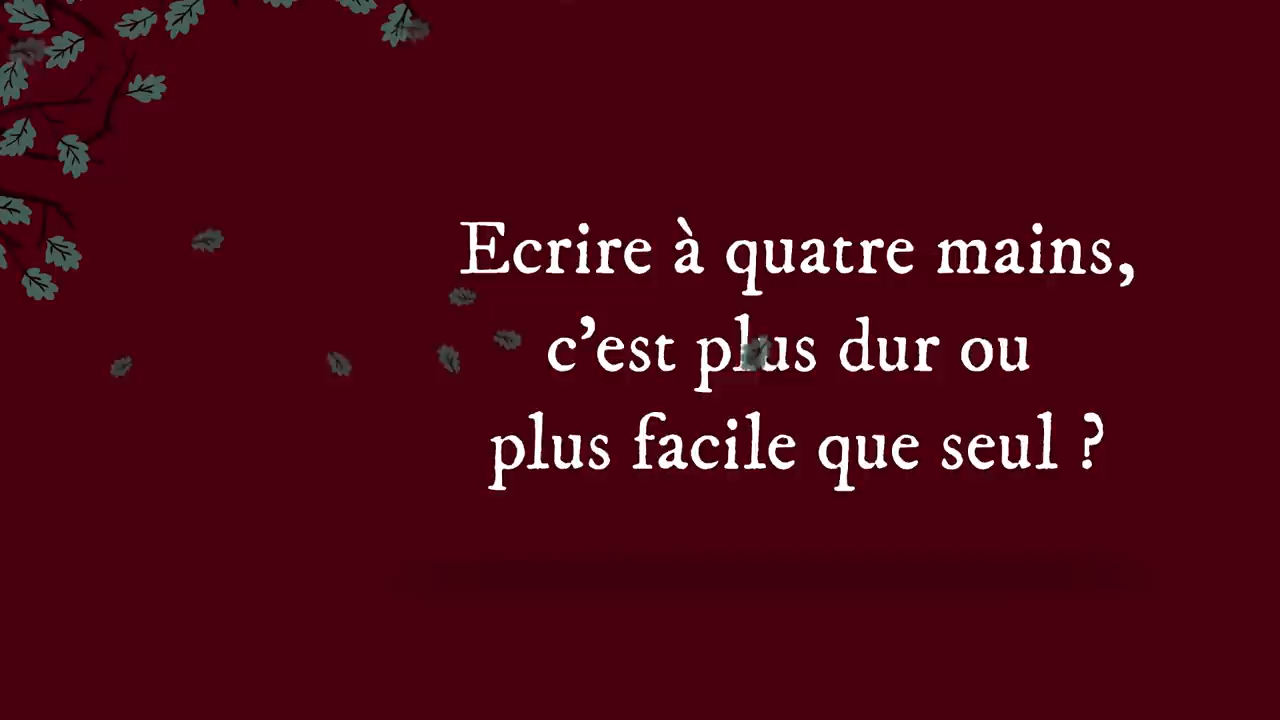 Ecrire à quatre mains,
c’est plus dur ou
plus facile que seul ?